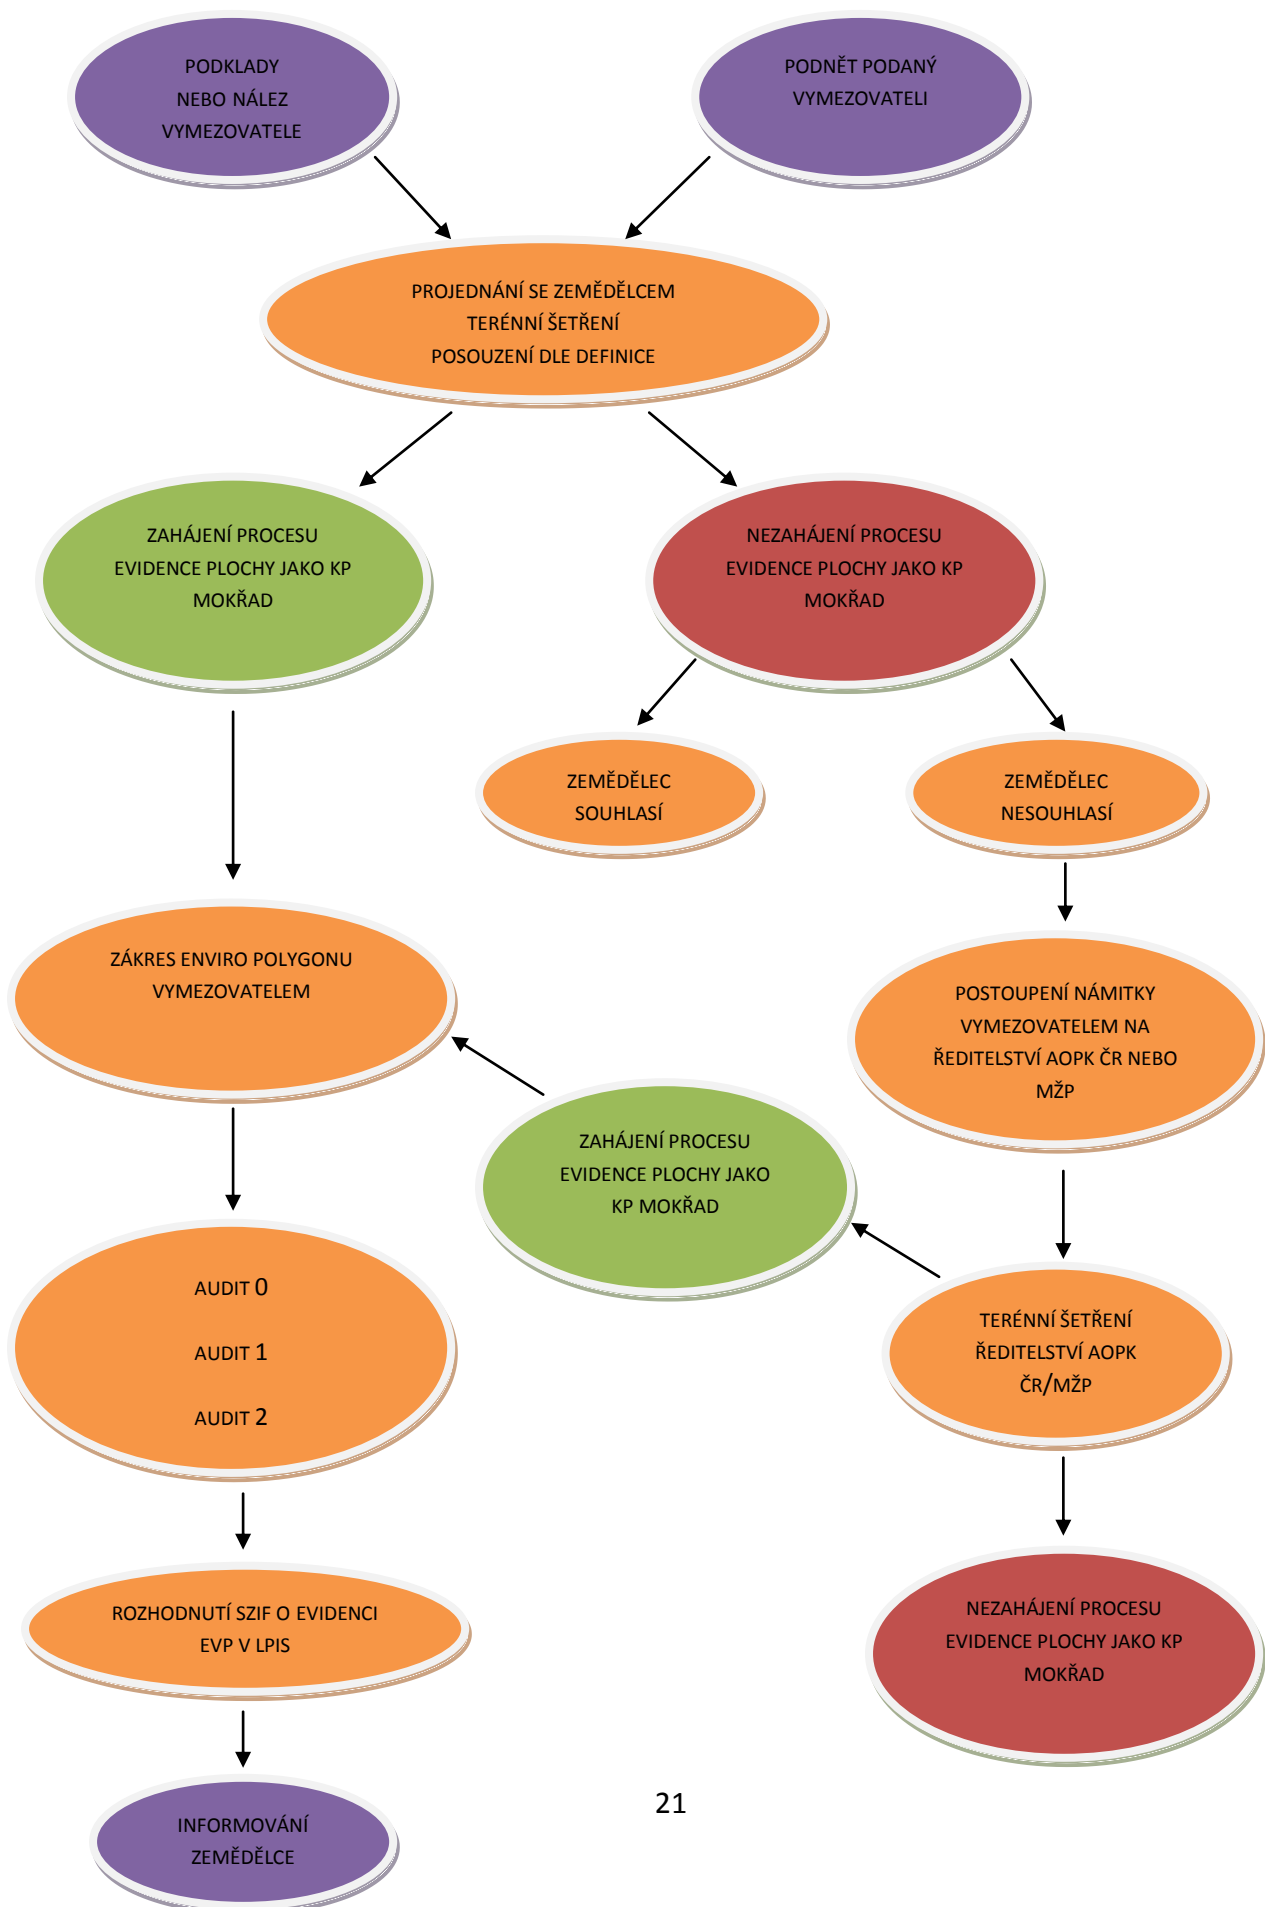 PODKLADY
NEBO NÁLEZ
VYMEZOVATELE
PODNĚT PODANÝ
VYMEZOVATELI
PROJEDNÁNÍ SE ZEMĚDĚLCEM
TERÉNNÍ ŠETŘENÍ
POSOUZENÍ DLE DEFINICE
ZAHÁJENÍ PROCESU
EVIDENCE PLOCHY JAKO KP
MOKŘAD
NEZAHÁJENÍ PROCESU
EVIDENCE PLOCHY JAKO KP
MOKŘAD
ZEMĚDĚLEC
SOUHLASÍ
ZEMĚDĚLEC
NESOUHLASÍ
ZÁKRES ENVIRO POLYGONU
VYMEZOVATELEM
POSTOUPENÍ NÁMITKY
VYMEZOVATELEM NA
ŘEDITELSTVÍ AOPK ČR NEBO
MŽP
ZAHÁJENÍ PROCESU
EVIDENCE PLOCHY JAKO
KP MOKŘAD
AUDIT 0
AUDIT 1
AUDIT 2
TERÉNNÍ ŠETŘENÍ
ŘEDITELSTVÍ AOPK
ČR/MŽP
ROZHODNUTÍ SZIF O EVIDENCI
EVP V LPIS
NEZAHÁJENÍ PROCESU
EVIDENCE PLOCHY JAKO KP
MOKŘAD
INFORMOVÁNÍ
ZEMĚDĚLCE
21